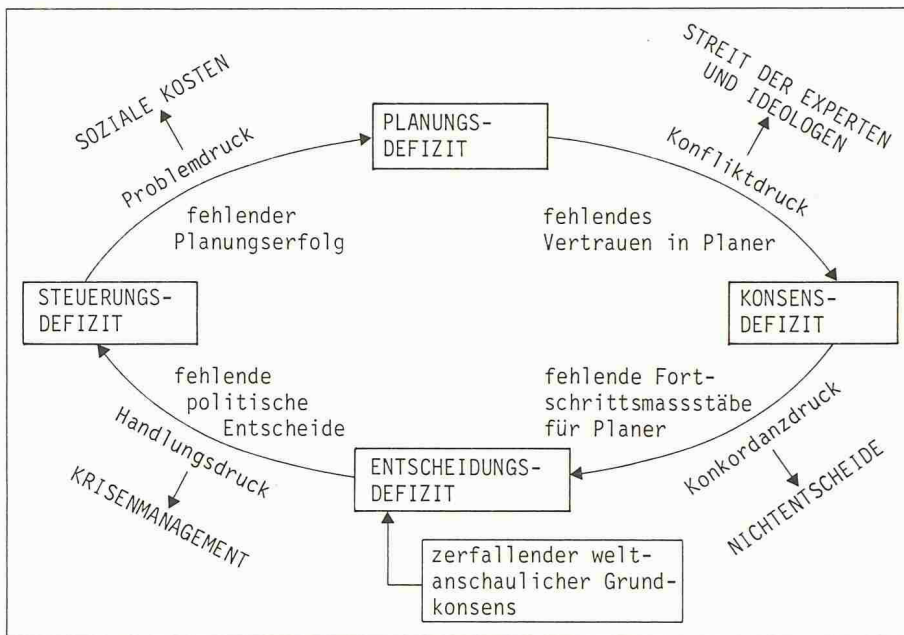 SOZIALE KOSTEN
Problemdruck
fehlender
Planungserfolg
PLANUNGS-
DEFIZIT
STREIT DER EXPERTEN
UND IDEOLOGEN
Konfliktdruck
fehlendes
Vertrauen in Planer
STEUERUNGS-
DEFIZIT
KONSENS-
DEFIZIT
fehlende
politische
Entscheide
Handlungsdruck
KRISENMANAGEMENT
fehlende Fort-
schrittsmassstäbe
für Planer
Konkordanzdruck
NICHTENTSCHEIDE
ENTSCHEIDUNGS-
DEFIZIT
zerfallender welt-
anschaulicher Grund-
konsens